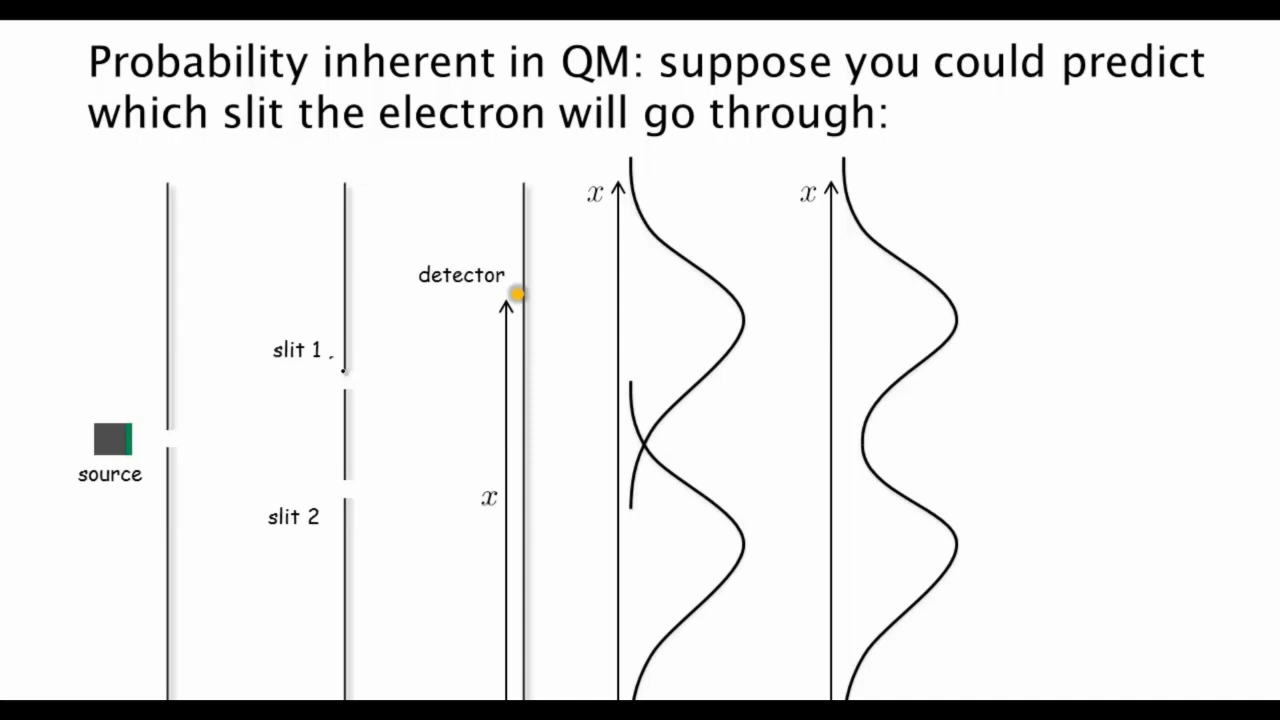 Probability inherent in QM: suppose you could predict
which slit the electron will go through:
x
x
detector
slit 1
source
x
slit 2